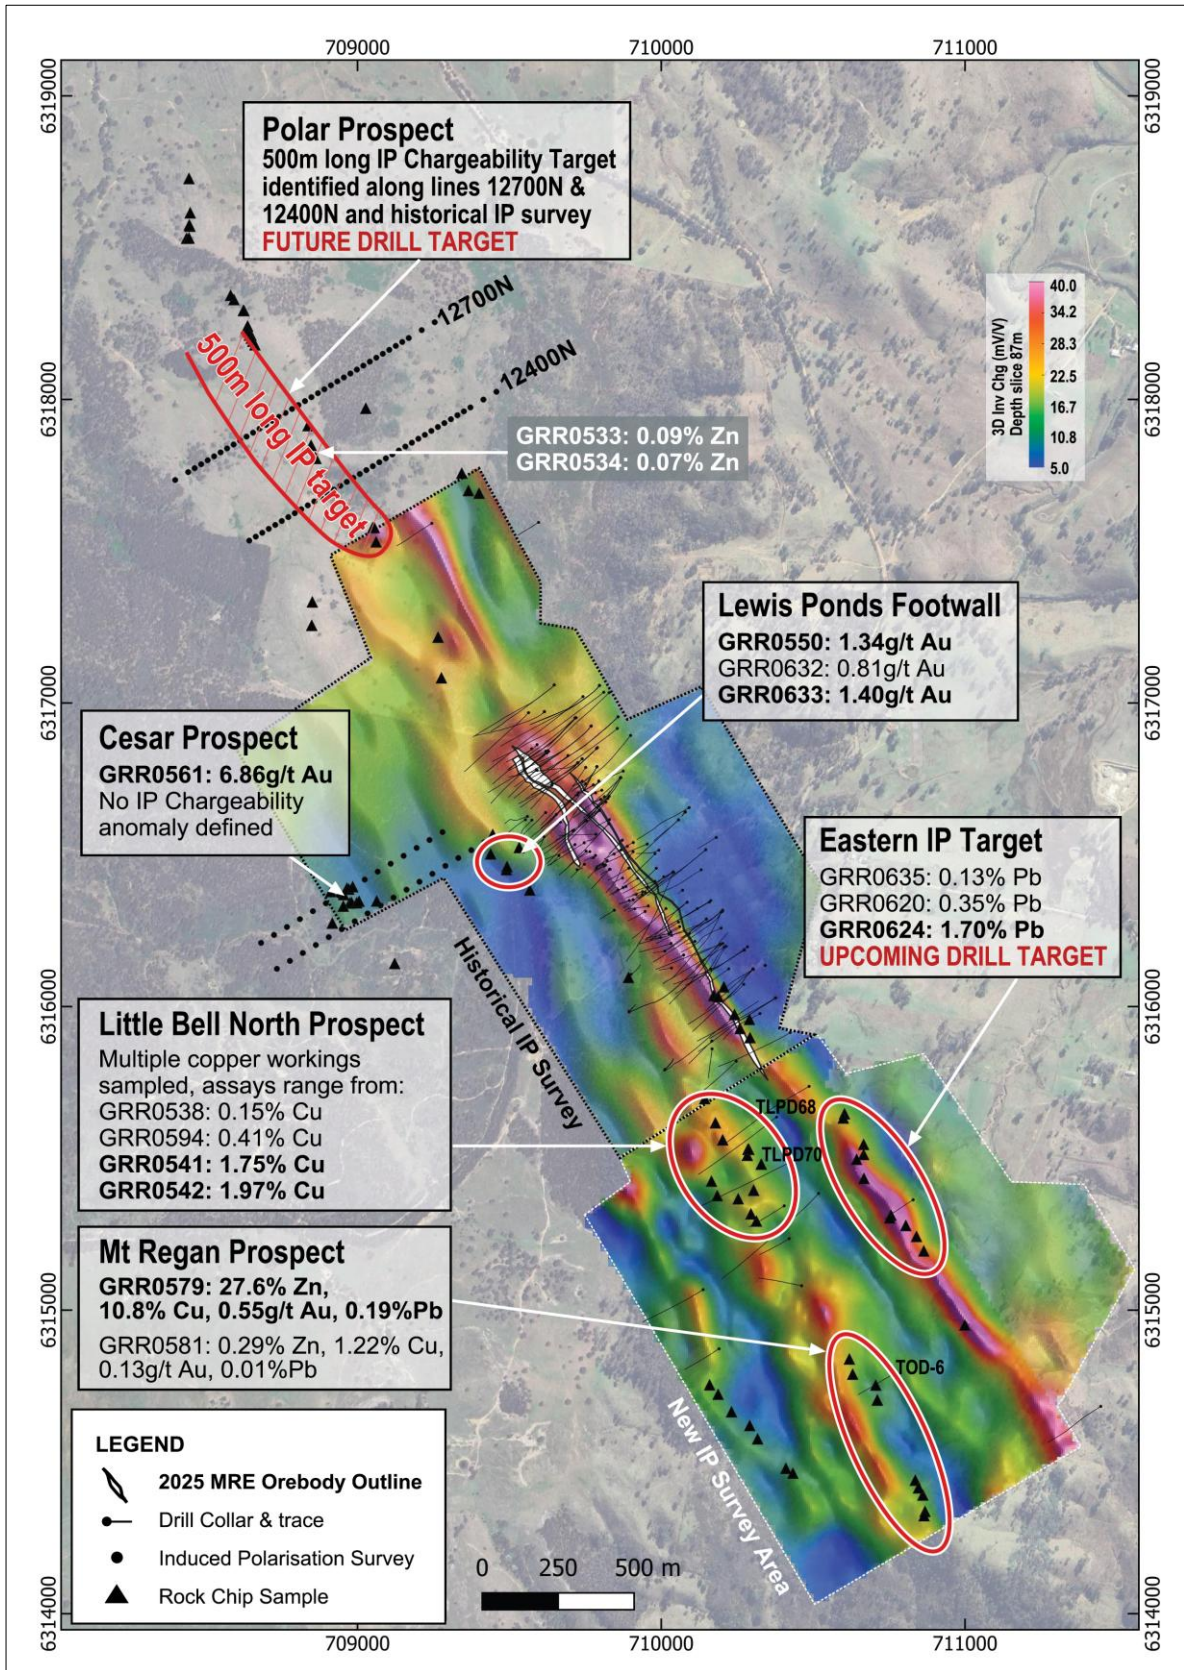 709000
710000
711000
6319000
6319000
Polar Prospect
500m long IP Chargeability Target
identified along lines 12700N &
12400N and historical IP survey
FUTURE DRILL TARGET
12700N
12400N
500m long IP target
3D Inv Chg (mV/V)
Depth slice 87m
40.0
34.2
28.3
22.5
16.7
10.8
5.0
6318000
6318000
GRR0533: 0.09% Zn
GRR0534: 0.07% Zn
Lewis Ponds Footwall
GRR0550: 1.34g/t Au
GRR0632: 0.81g/t Au
GRR0633: 1.40g/t Au
6317000
6317000
Cesar Prospect
GRR0561: 6.86g/t Au
No IP Chargeability
anomaly defined
Eastern IP Target
GRR0635: 0.13% Pb
GRR0620: 0.35% Pb
GRR0624: 1.70% Pb
UPCOMING DRILL TARGET
Historical IP Survey
6316000
6316000
Little Bell North Prospect
Multiple copper workings
sampled, assays range from:
GRR0538: 0.15% Cu
GRR0594: 0.41% Cu
GRR0541: 1.75% Cu
GRR0542: 1.97% Cu
TLPD68
TLPD70
Mt Regan Prospect
GRR0579: 27.6% Zn,
10.8% Cu, 0.55g/t Au, 0.19%Pb
GRR0581: 0.29% Zn, 1.22% Cu,
0.13g/t Au, 0.01%Pb
6315000
6315000
TOD-6
New IP Survey Area
LEGEND
2025 MRE Orebody Outline
Drill Collar & trace
Induced Polarisation Survey
Rock Chip Sample
0 250 500 m
6314000
6314000
709000
710000
711000